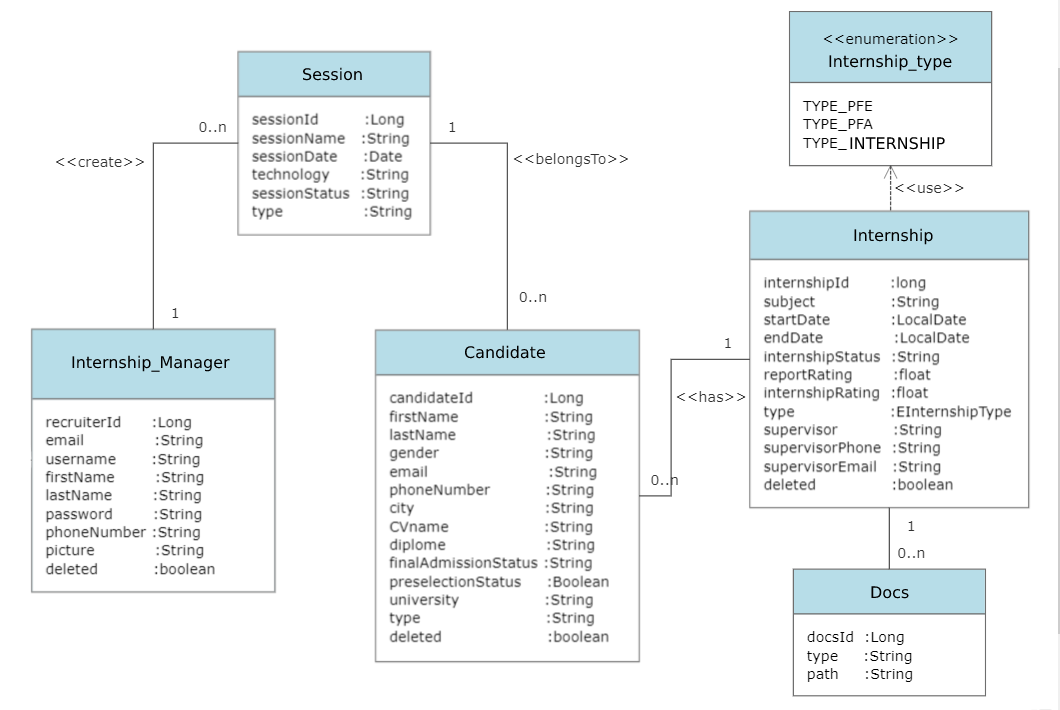 Session
sessionId :Long
sessionName :String
sessionDate :Date
technology :String
sessionStatus :String
type :String
0..n
<<create>>
1
1
<<belongsTo>>
0..n
Internship_Manager
recruiterId :Long
email :String
username :String
firstName :String
lastName :String
password :String
phoneNumber :String
picture :String
deleted :boolean
Candidate
candidateId :Long
firstName :String
lastName :String
gender :String
email :String
phoneNumber :String
city :String
CVname :String
diplome :String
finalAdmissionStatus :String
preselectionStatus :Boolean
university :String
type :String
deleted :boolean
1
<<has>>
0..n
<<enumeration>>
Internship_type
TYPE_PFE
TYPE_PFA
TYPE_INTERNSHIP
<<use>>
Internship
internshipId :long
subject :String
startDate :LocalDate
endDate :LocalDate
internshipStatus :String
reportRating :float
internshipRating :float
type :EInternshipType
supervisor :String
supervisorPhone :String
supervisorEmail :String
deleted :boolean
1
0..n
Docs
docsId :Long
type :String
path :String